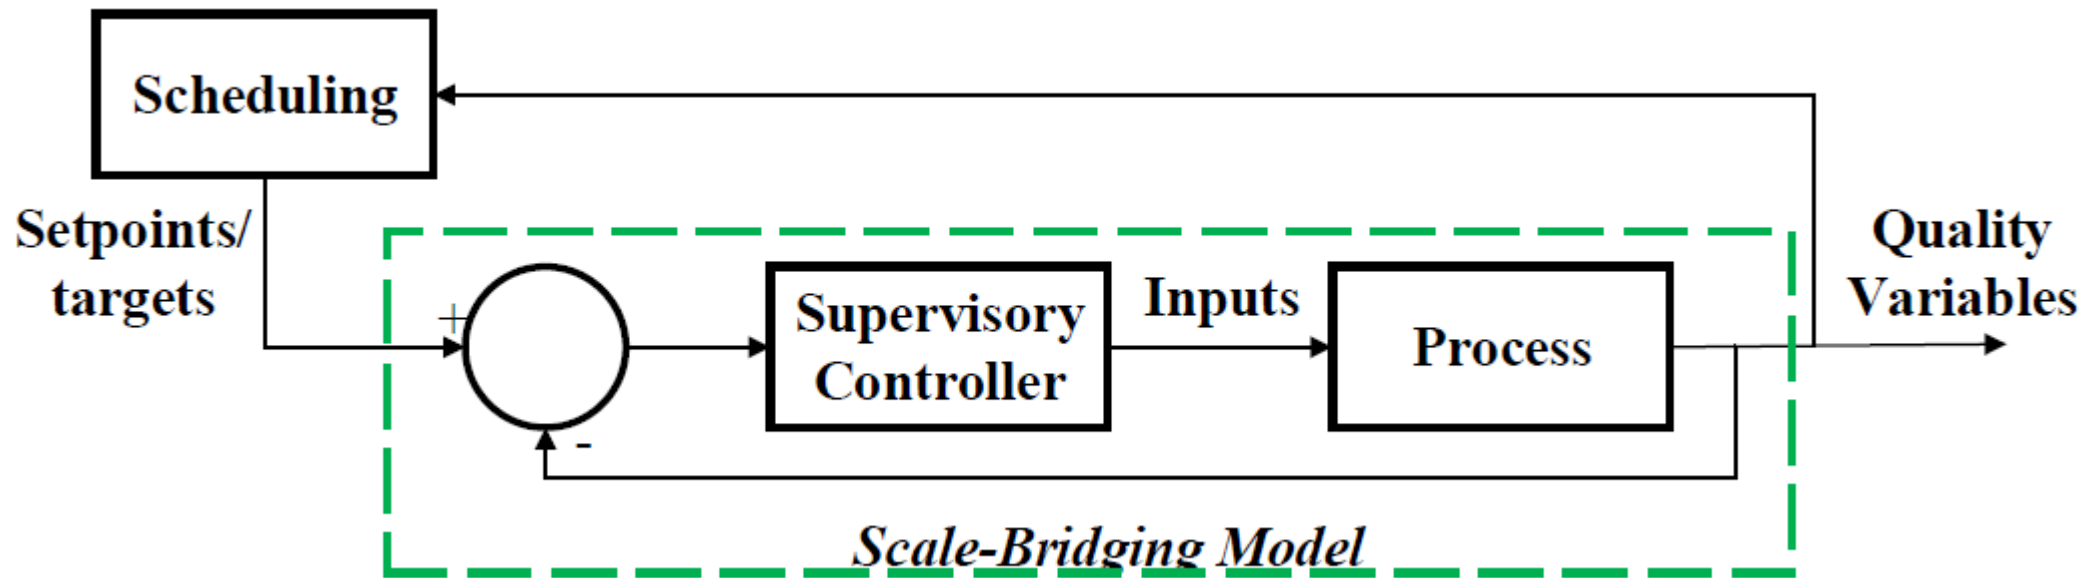 Scheduling
Setpoints/
targets
+
-
Supervisory
Controller
Inputs
Process
Quality
Variables
Scale-Bridging Model